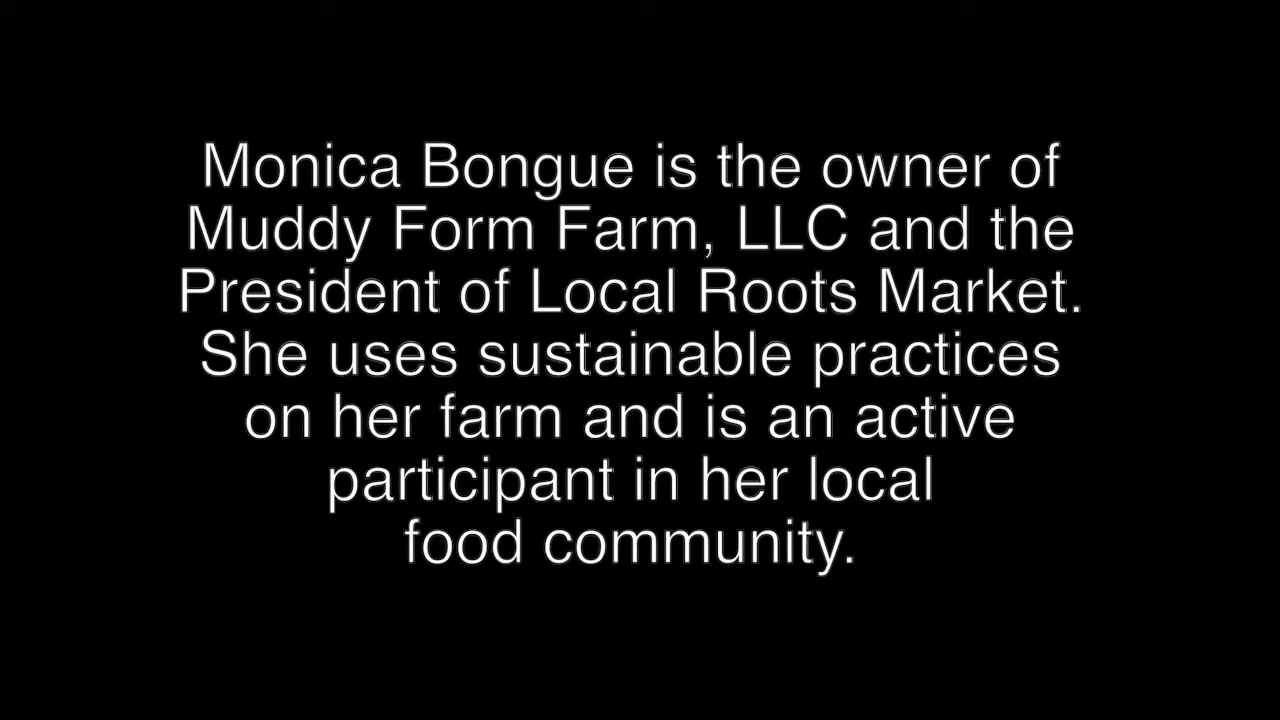 Monica Bongue is the owner of
Muddy Form Farm, LLC and the
President of Local Roots Market.
She uses sustainable practices
on her farm and is an active
participant in her local
food community.